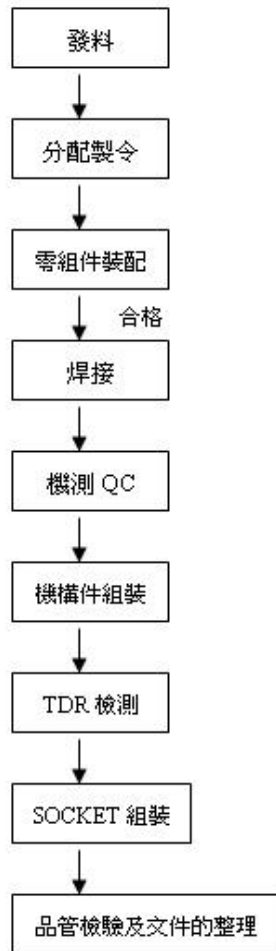 發料
分配製令
零組件裝配
合格
焊接
機測 QC
機構件組裝
TDR 檢測
SOCKET 組裝
品管檢驗及文件的整理